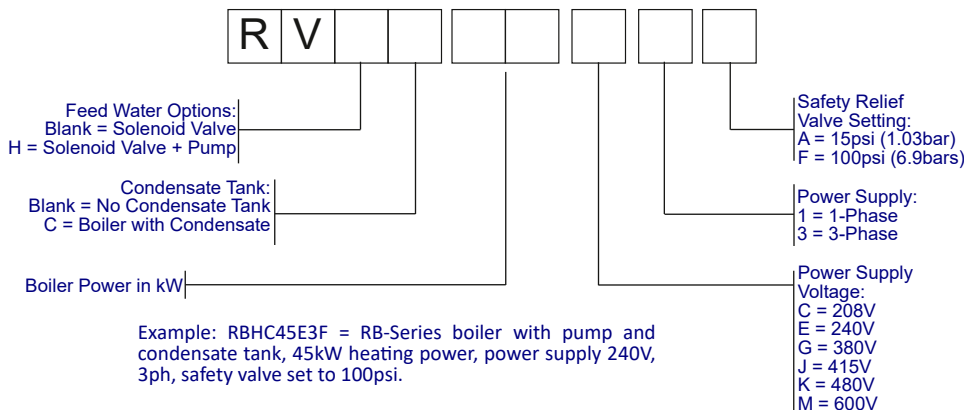 R V
Feed Water Options:
Blank = Solenoid Valve
H = Solenoid Valve + Pump
Condensate Tank:
Blank = No Condensate Tank
C = Boiler with Condensate
Boiler Power in kW
Safety Relief
Valve Setting:
A = 15psi (1.03bar)
F = 100psi (6.9bars)
Power Supply:
1 = 1-Phase
3 = 3-Phase
Power Supply
Voltage:
C = 208V
E = 240V
G = 380V
J = 415V
K = 480V
M = 600V
Example: RBHC45E3F = RB-Series boiler with pump and
condensate tank, 45kW heating power, power supply 240V,
3ph, safety valve set to 100psi.